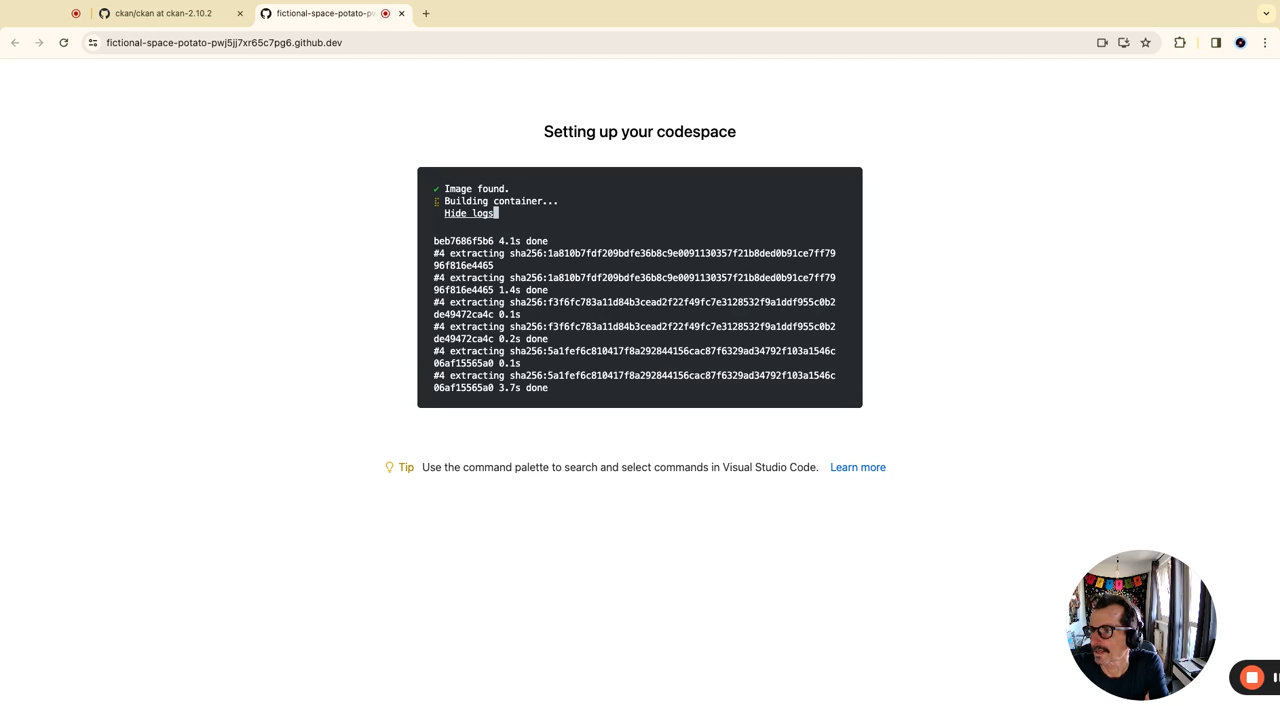 ckan/ckan at ckan-2.10.2
fictional-space-potato-pw
fictional-space-potato-pwj5jj7xr65c7pg6.github.dev
Setting up your codespace
✔ Image found.
Building container...
Hide logs
beb7686f5b6 4.1s done
#4 extracting sha256:1a810b7fdf209bdfe36b8c9e0091130357f21b8ded0b91ce7ff79
96f816e4465
#4 extracting sha256:1a810b7fdf209bdfe36b8c9e0091130357f21b8ded0b91ce7ff79
96f816e4465 1.4s done
#4 extracting sha256:f3f6fc783a11d84b3cead2f22f49fc7e3128532f9a1ddf955c0b2
de49472ca4c 0.1s
#4 extracting sha256:f3f6fc783a11d84b3cead2f22f49fc7e3128532f9a1ddf955c0b2
de49472ca4c 0.2s done
#4 extracting sha256:5a1fef6c810417f8a292844156cac87f6329ad34792f103a1546c
06af15565a0 0.1s
#4 extracting sha256:5a1fef6c810417f8a292844156cac87f6329ad34792f103a1546c
06af15565a0 3.7s done
Tip Use the command palette to search and select commands in Visual Studio Code. Learn more